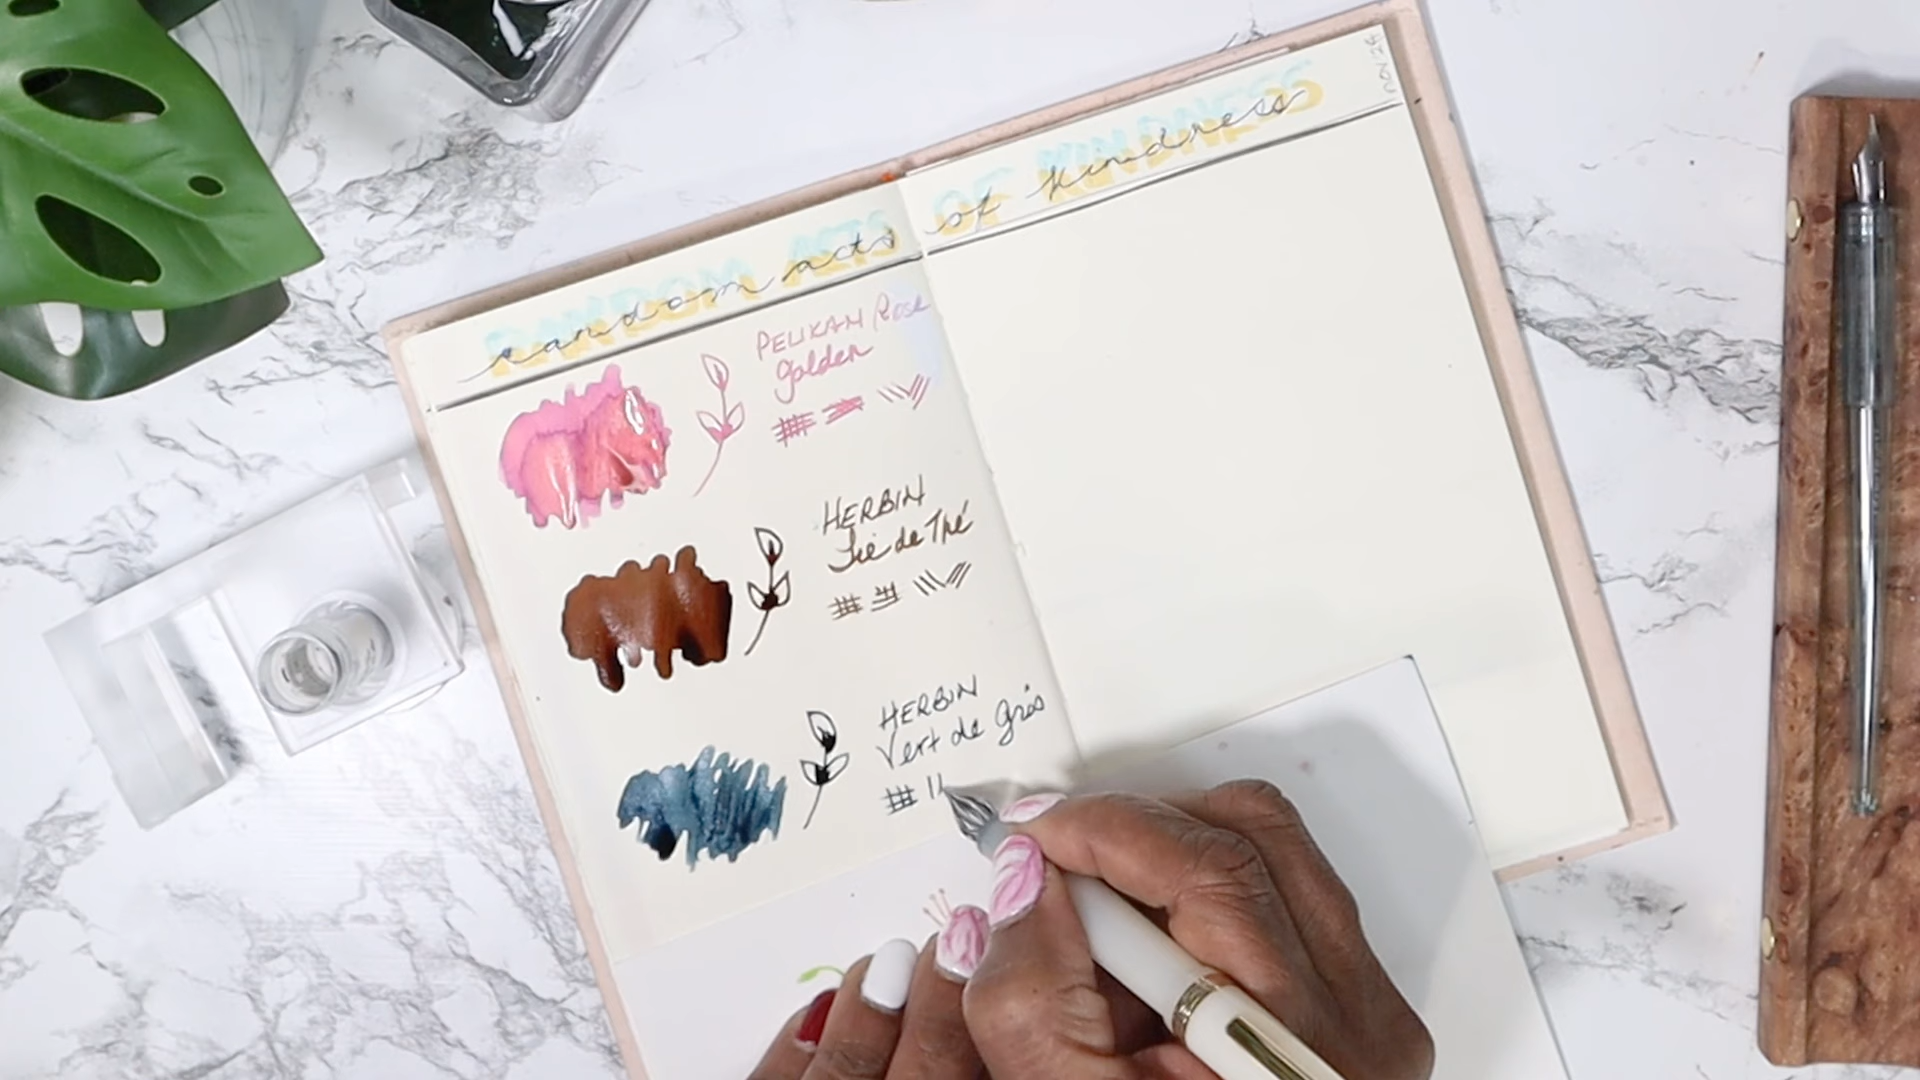 Nov 24
RANDOM ACTS OF KINDNESS
random acts of kindness
PELIKAN Rose
Golden
HERBIN
Lie de Thé
HERBIN
Vert de Gris